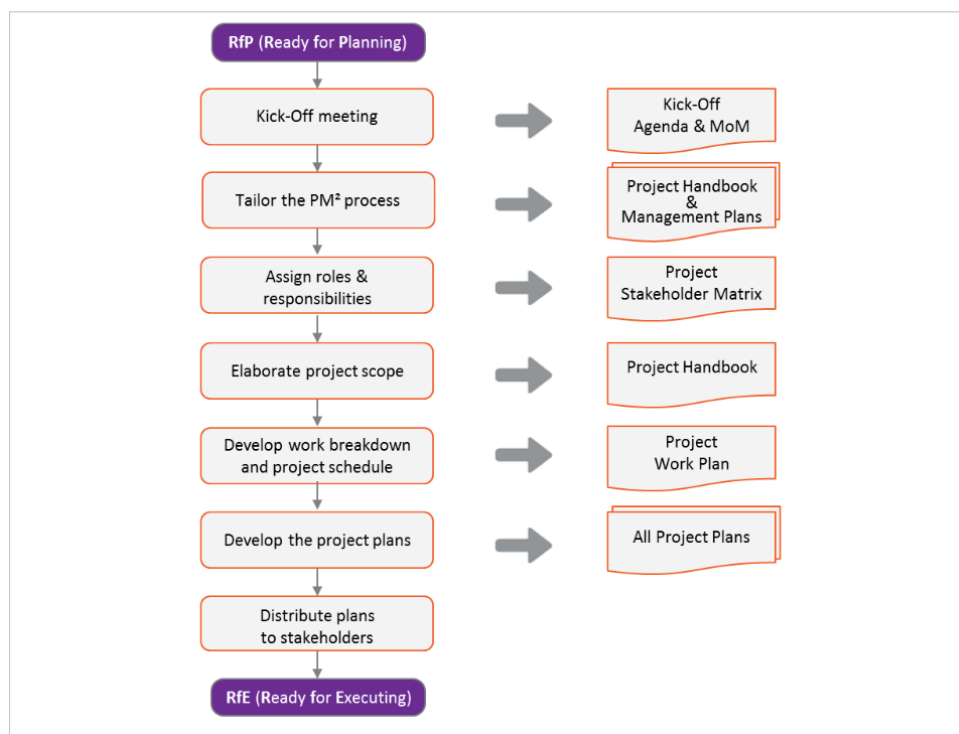 RfP (Ready for Planning)
Kick-Off meeting
Kick-Off
Agenda & MoM
Tailor the PM² process
Project Handbook
&
Management Plans
Assign roles &
responsibilities
Project
Stakeholder Matrix
Elaborate project scope
Project Handbook
Develop work breakdown
and project schedule
Project
Work Plan
Develop the project plans
All Project Plans
Distribute plans
to stakeholders
RfE (Ready for Executing)